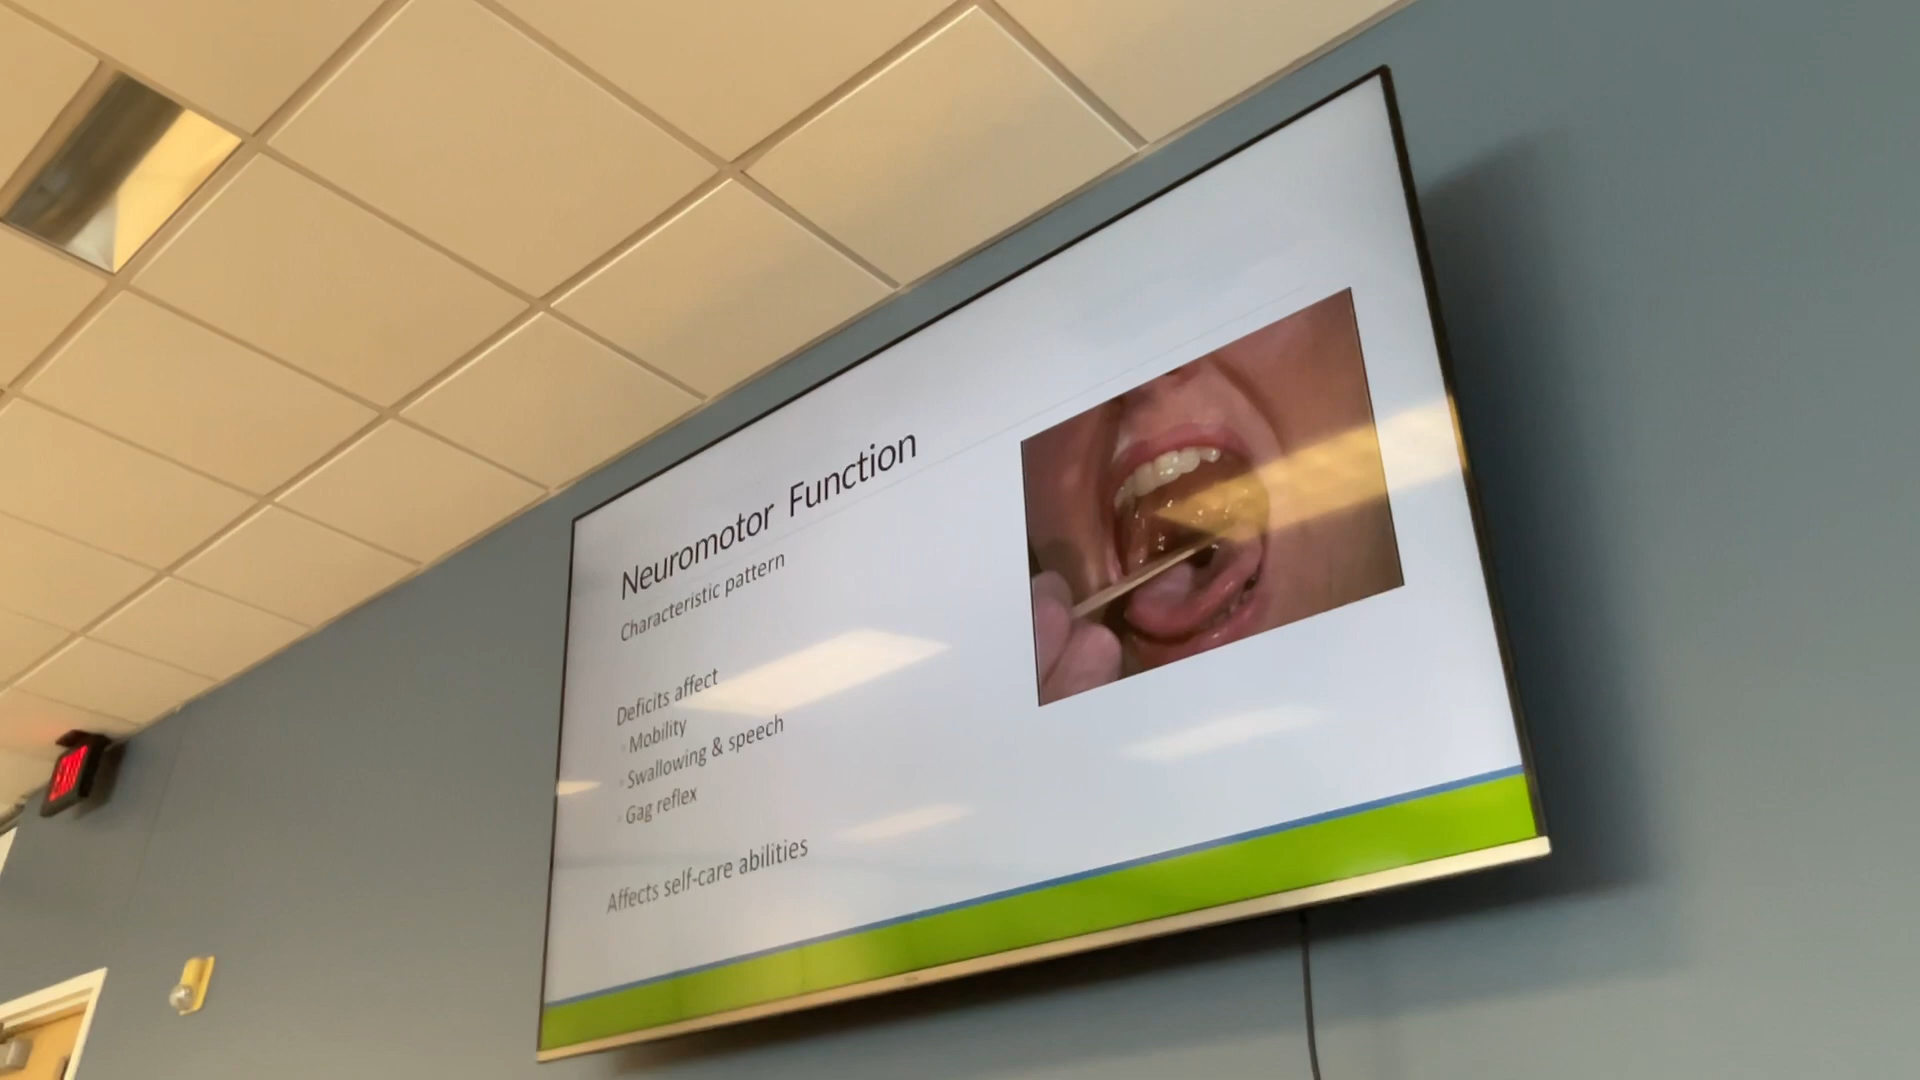 Neuromotor Function
Characteristic pattern
Deficits affect
Mobility
Swallowing & speech
Gag reflex
Affects self-care abilities
EXIT